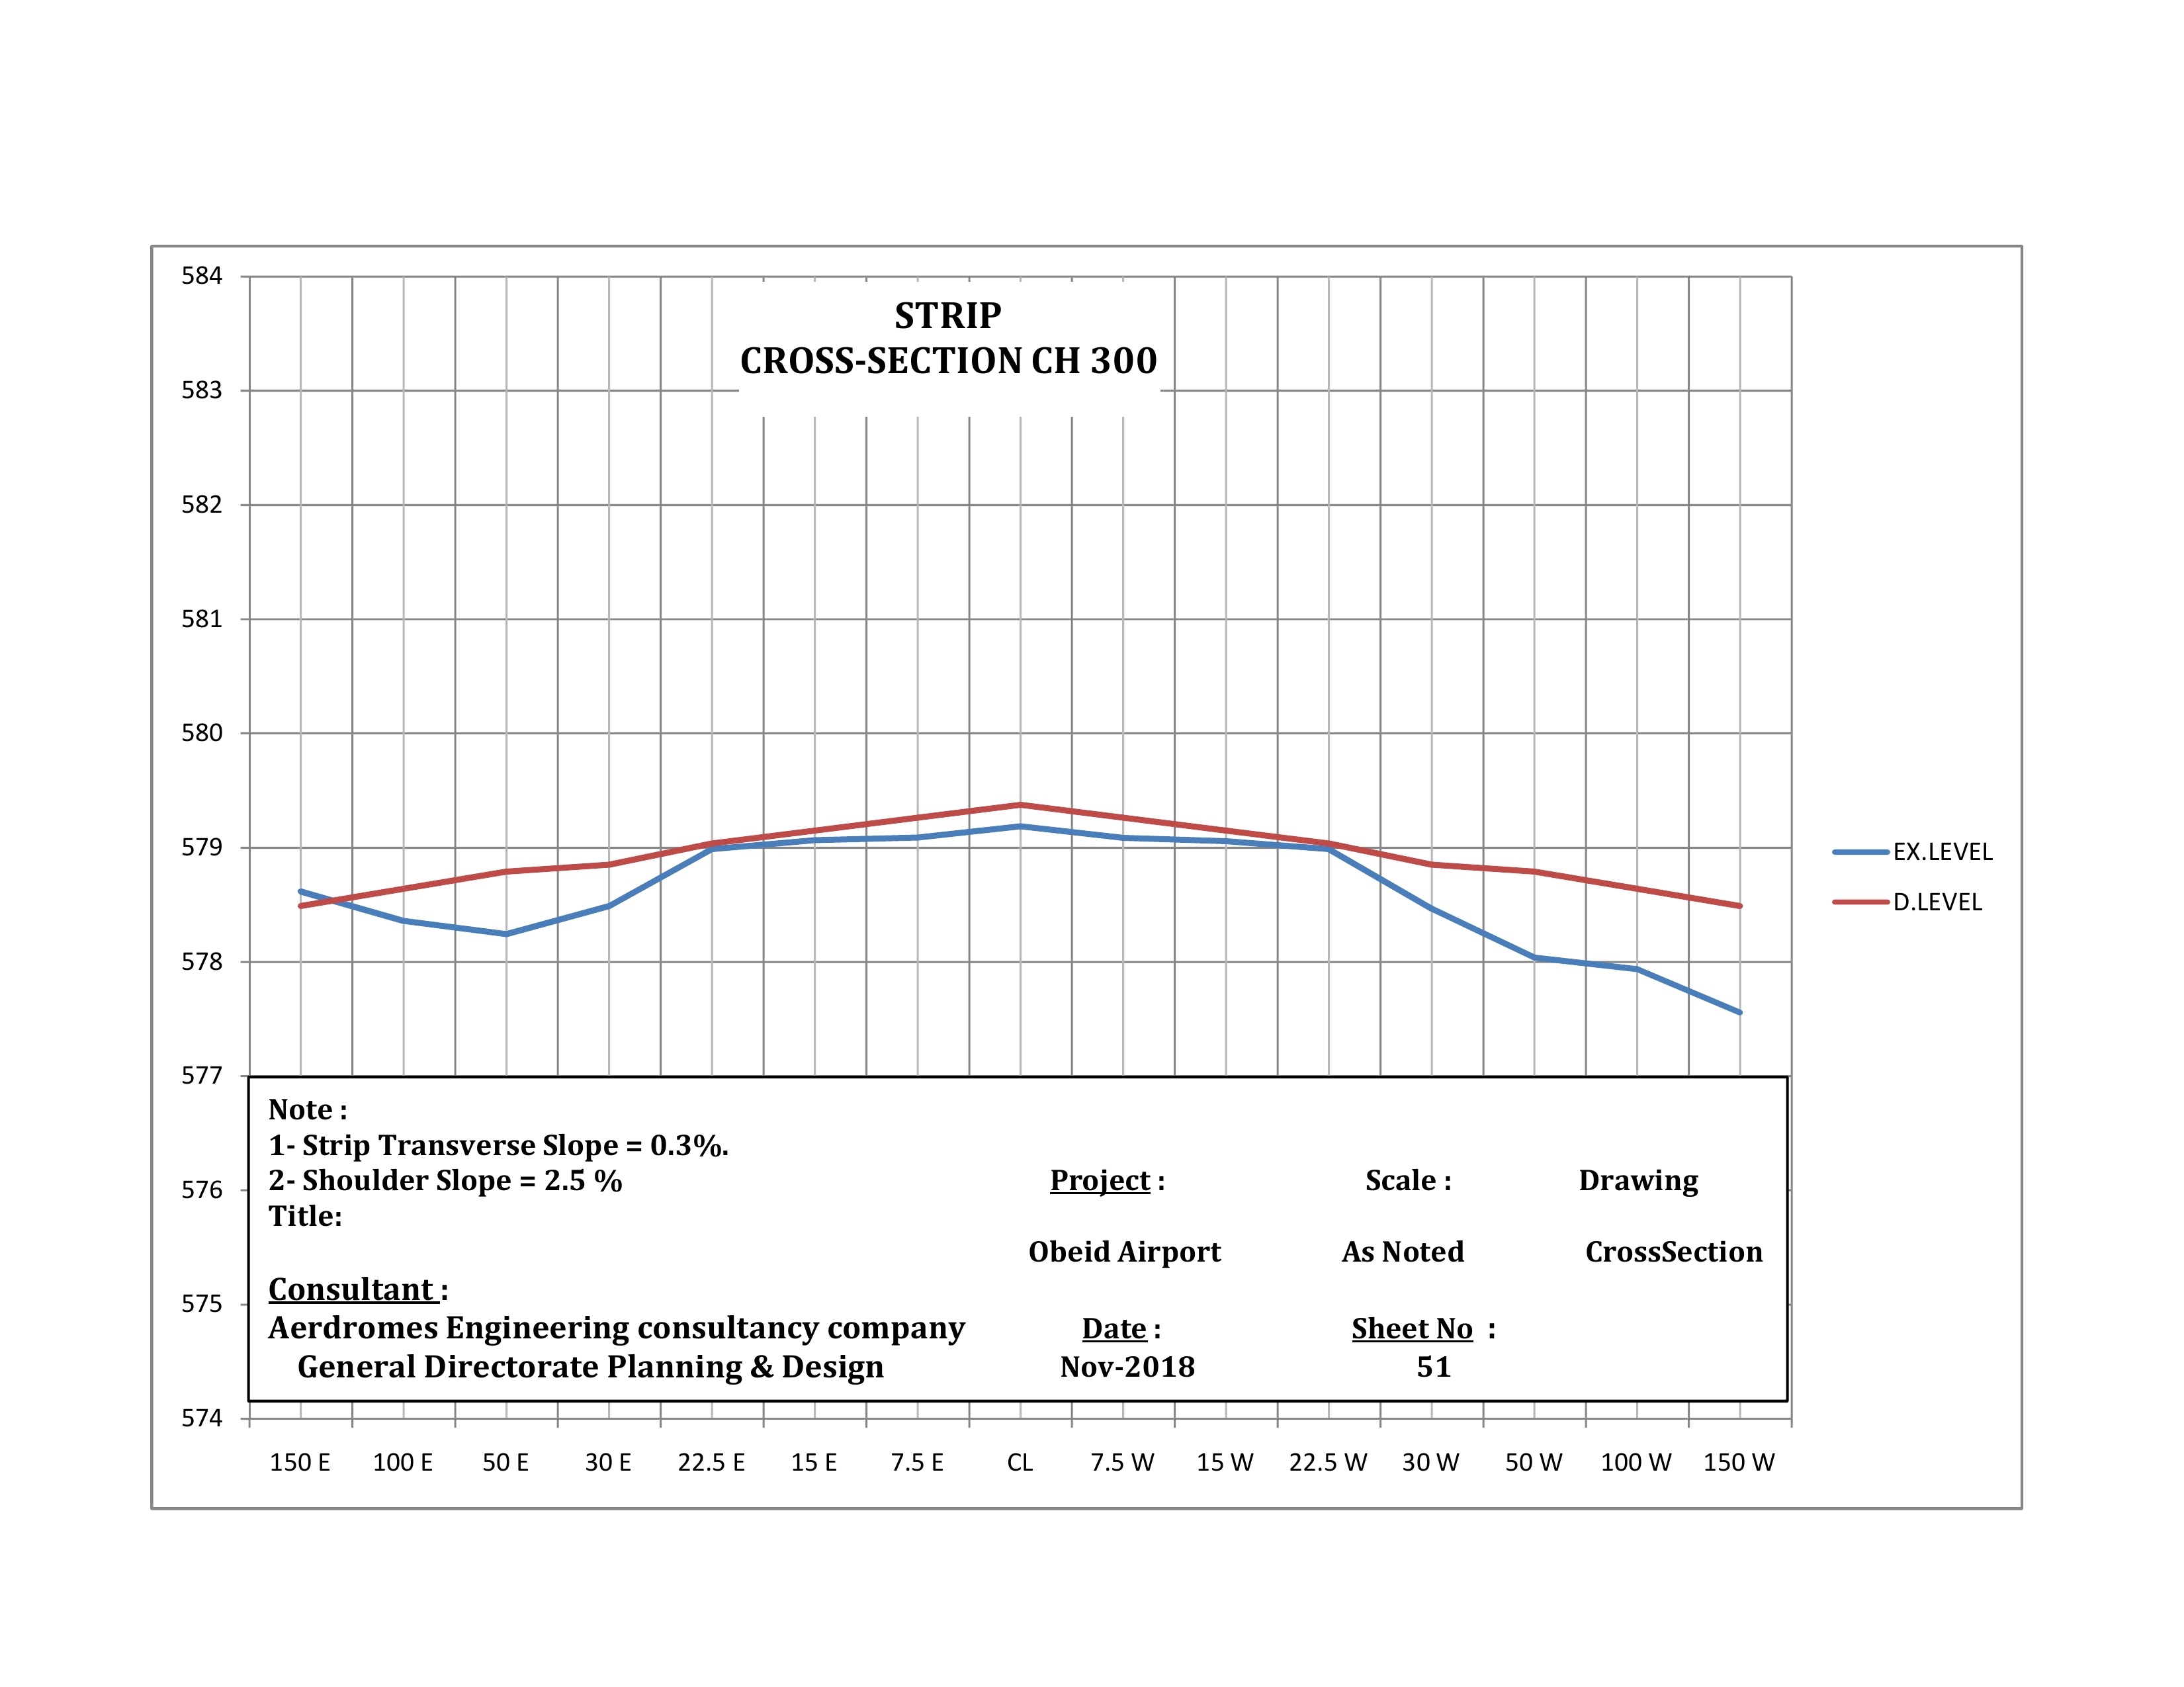 STRIP
CROSS-SECTION CH 300
584
583
582
581
580
579
578
577
576
575
574
EX.LEVEL
D.LEVEL
Note :
1- Strip Transverse Slope = 0.3%.
2- Shoulder Slope = 2.5 % Project : Scale : Drawing
Title:
Obeid Airport As Noted CrossSection
Consultant :
Aerdromes Engineering consultancy company Date : Sheet No :
General Directorate Planning & Design Nov-2018 51
150 E 100 E 50 E 30 E 22.5 E 15 E 7.5 E CL 7.5 W 15 W 22.5 W 30 W 50 W 100 W 150 W